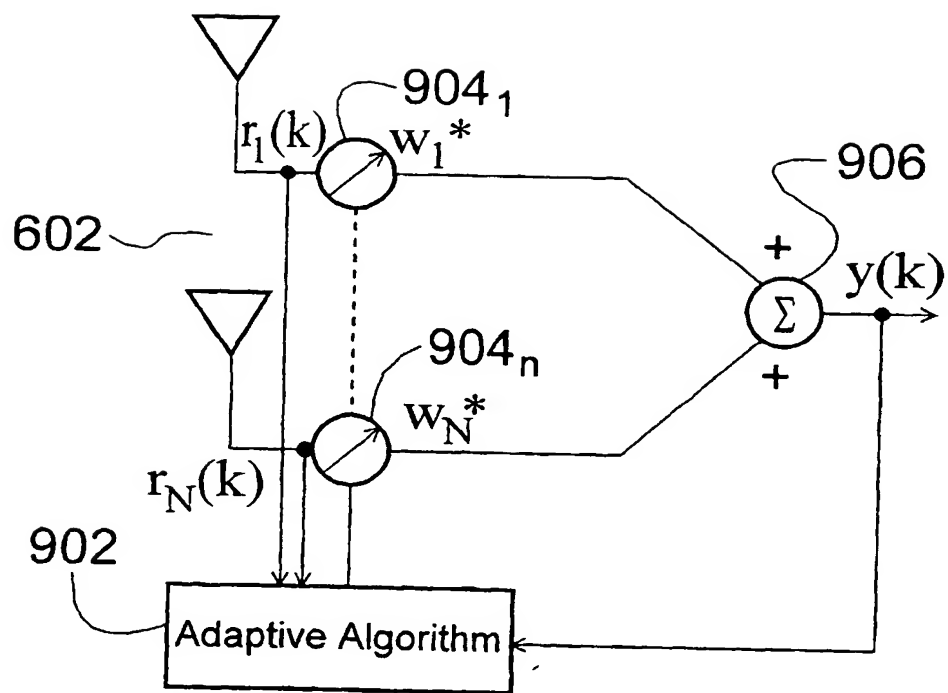 904₁
r₁(k)
w₁*
906
602
+
y(k)
Σ
904ₙ
+
w_N*
r_N(k)
902
Adaptive Algorithm